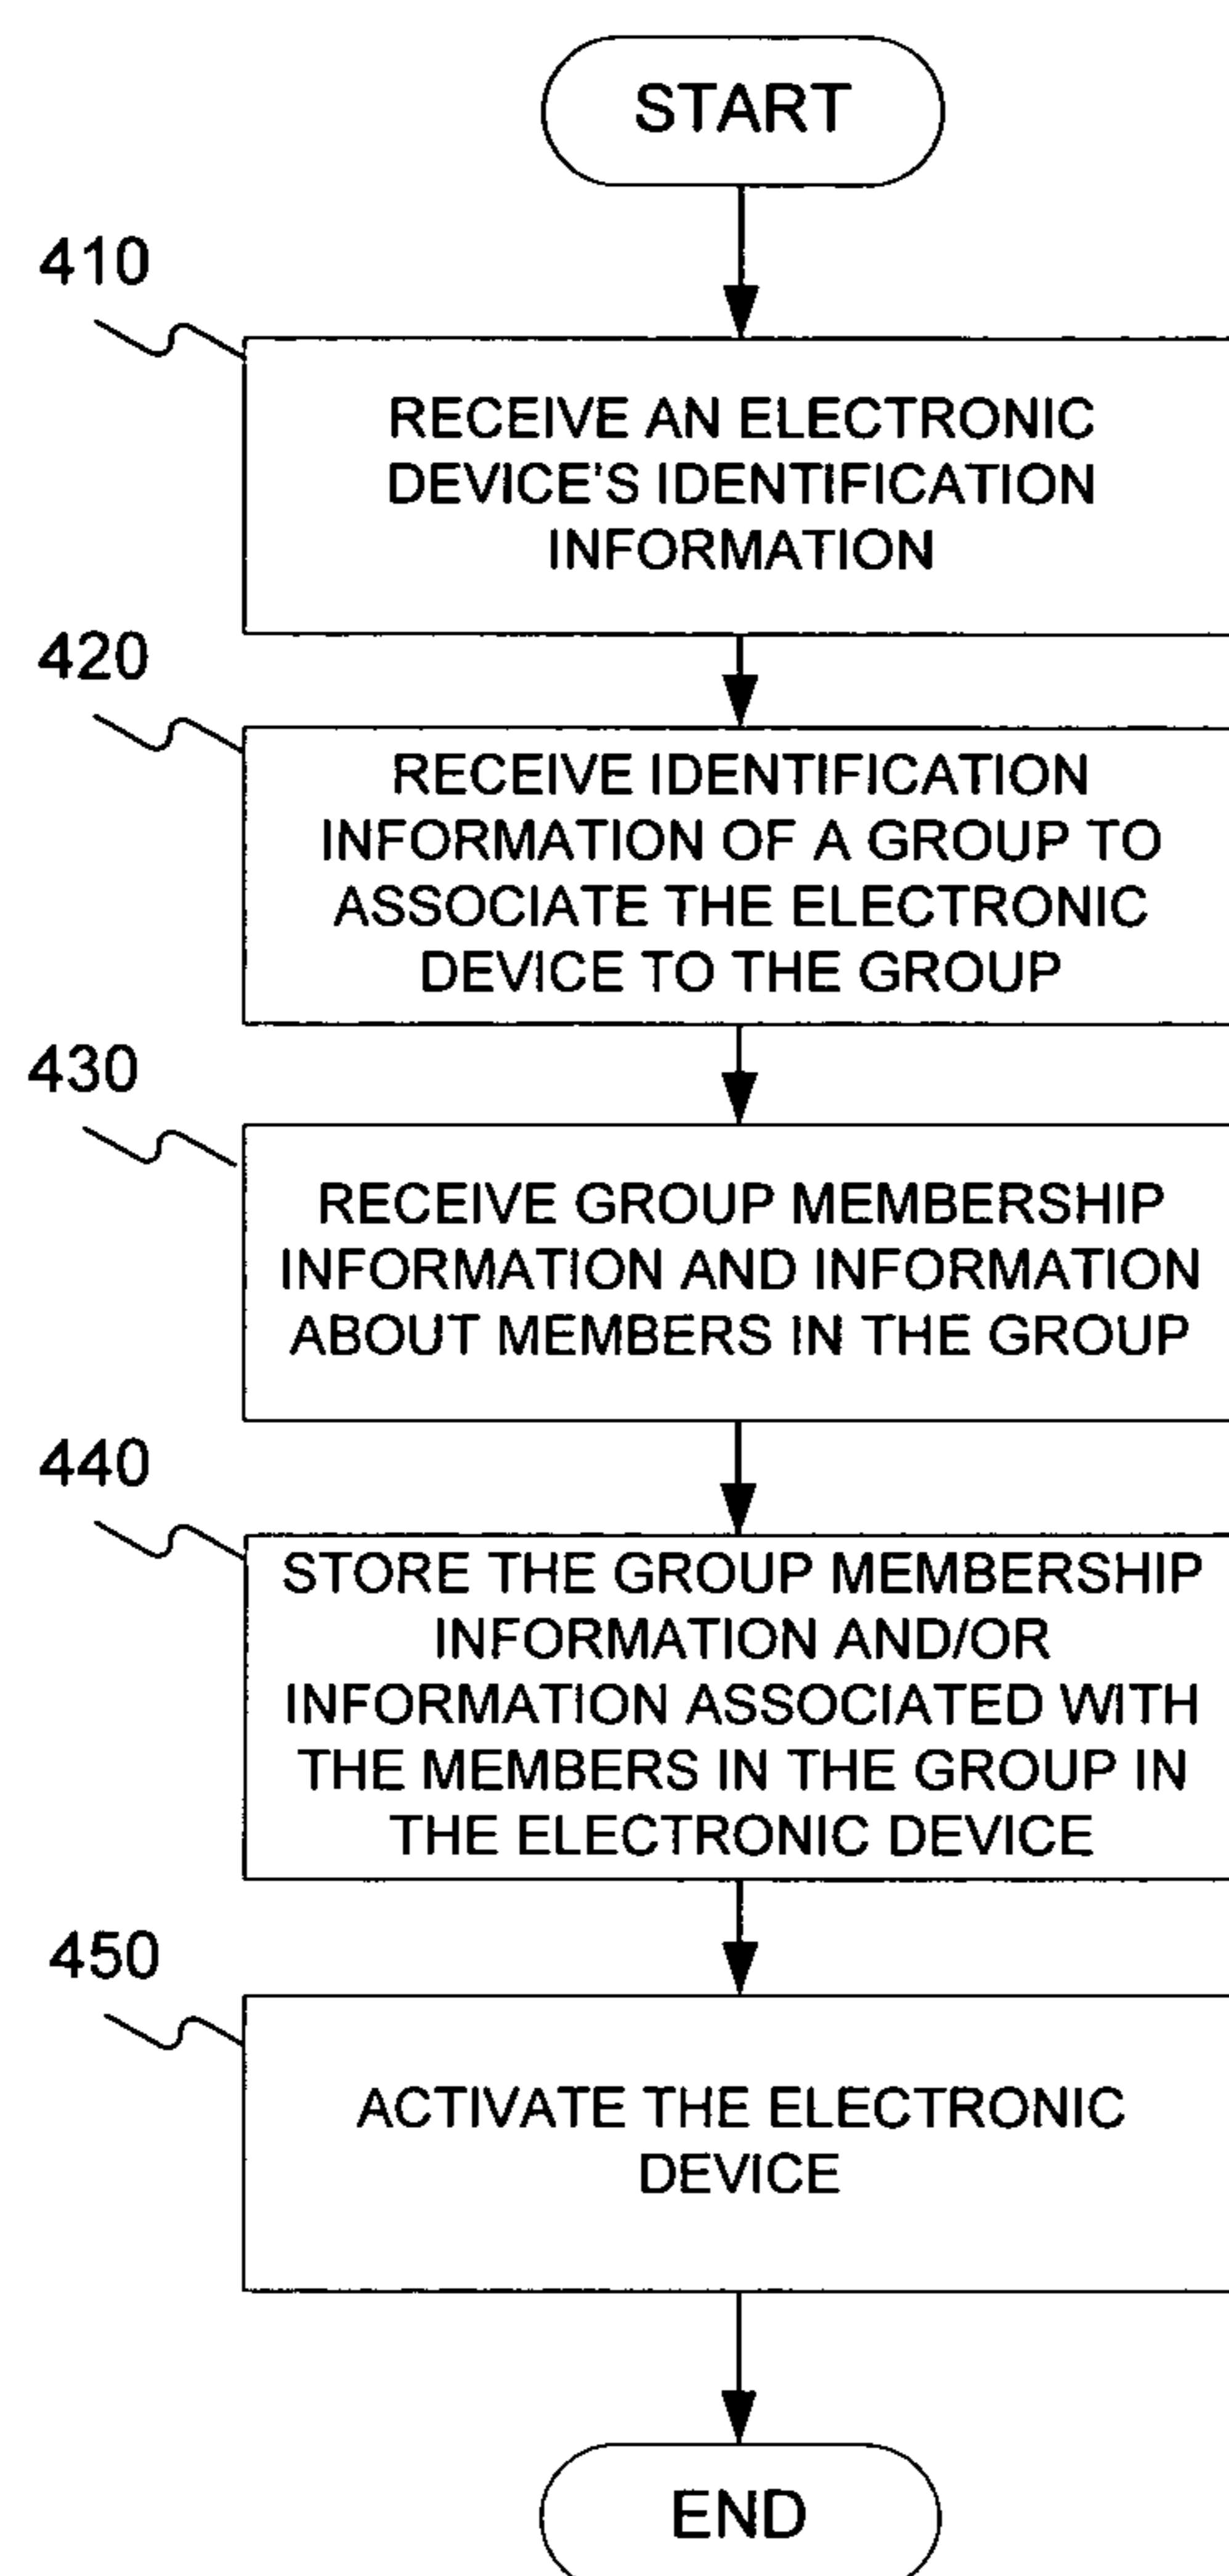 START
410
RECEIVE AN ELECTRONIC
DEVICE'S IDENTIFICATION
INFORMATION
420
RECEIVE IDENTIFICATION
INFORMATION OF A GROUP TO
ASSOCIATE THE ELECTRONIC
DEVICE TO THE GROUP
430
RECEIVE GROUP MEMBERSHIP
INFORMATION AND INFORMATION
ABOUT MEMBERS IN THE GROUP
440
STORE THE GROUP MEMBERSHIP
INFORMATION AND/OR
INFORMATION ASSOCIATED WITH
THE MEMBERS IN THE GROUP IN
THE ELECTRONIC DEVICE
450
ACTIVATE THE ELECTRONIC
DEVICE
END